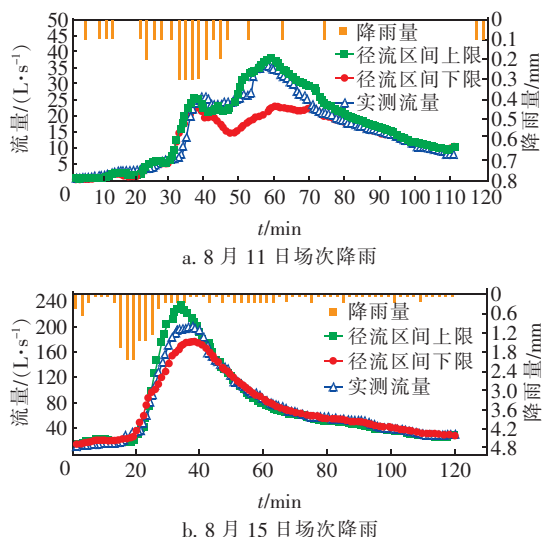 50
45
40
35
30
25
20
15
10
5
流量/(L·s⁻¹)
0
0.1
0.2
0.3
0.4
0.5
0.6
0.7
0.8
降雨量/mm
降雨量
径流区间上限
径流区间下限
实测流量
0 10 20 30 40 50 60 70 80 90 100 110 120
t/min
a. 8月11日场次降雨
240
200
160
120
80
40
流量/(L·s⁻¹)
0
0.6
1.2
1.8
2.4
3.0
3.6
4.2
4.8
降雨量/mm
降雨量
径流区间上限
径流区间下限
实测流量
0 20 40 60 80 100 120
t/min
b. 8月15日场次降雨